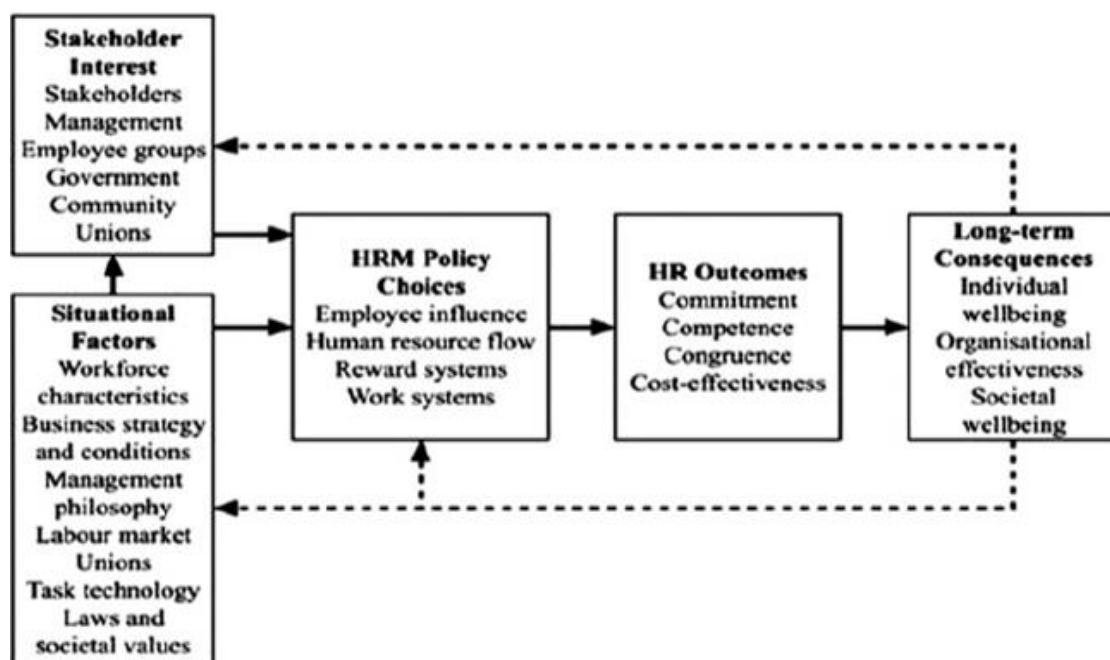 Stakeholder
Interest
Stakeholders
Management
Employee groups
Government
Community
Unions
Situational
Factors
Workforce
characteristics
Business strategy
and conditions
Management
philosophy
Labour market
Unions
Task technology
Laws and
societal values
HRM Policy
Choices
Employee influence
Human resource flow
Reward systems
Work systems
HR Outcomes
Commitment
Competence
Congruence
Cost-effectiveness
Long-term
Consequences
Individual
wellbeing
Organisational
effectiveness
Societal
wellbeing